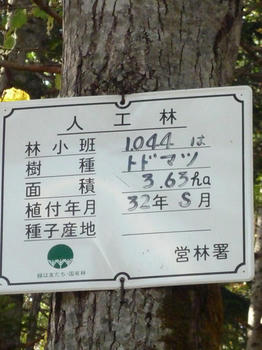 人工林
林小班 1044 は
樹種 トドマツ
面積 3.63ha
植付年月 32年 5月
種子産地
緑は友だち・国有林
営林署